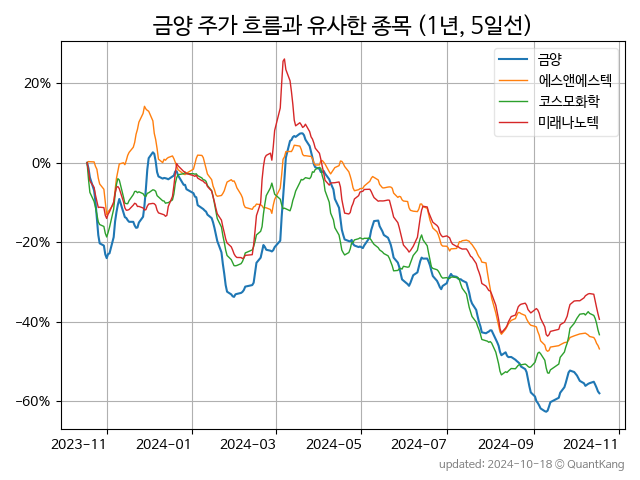 금양 주가 흐름과 유사한 종목 (1년, 5일선)
금양
에스앤에스텍
코스모화학
미래나노텍
20%
0%
−20%
−40%
−60%
2023-11
2024-01
2024-03
2024-05
2024-07
2024-09
2024-11
updated: 2024-10-18 © QuantKang